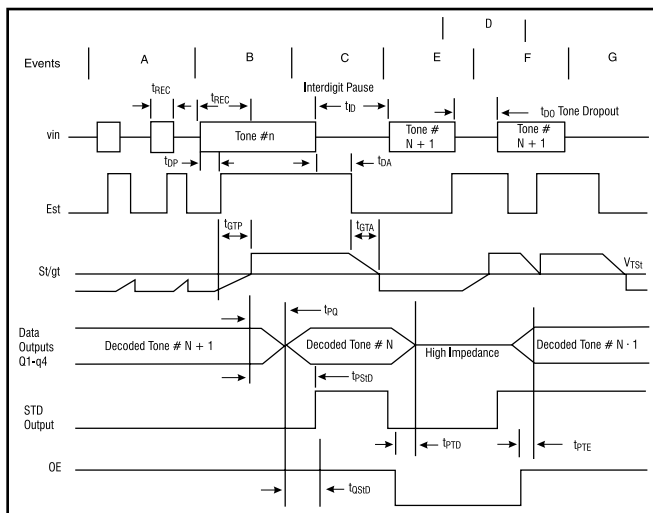 D
Events A B C E F G
tREC tREC Interdigit Pause tID tDO Tone Dropout
vin Tone #n Tone # N + 1 Tone # N + 1
tDP tDA
Est
tGTP tGTA
St/gt VTSt
tPQ
Data Outputs Q1-q4 Decoded Tone # N + 1 Decoded Tone # N High Impedance Decoded Tone # N · 1
tPStD
STD Output
tPTD tPTE
OE
tQStD